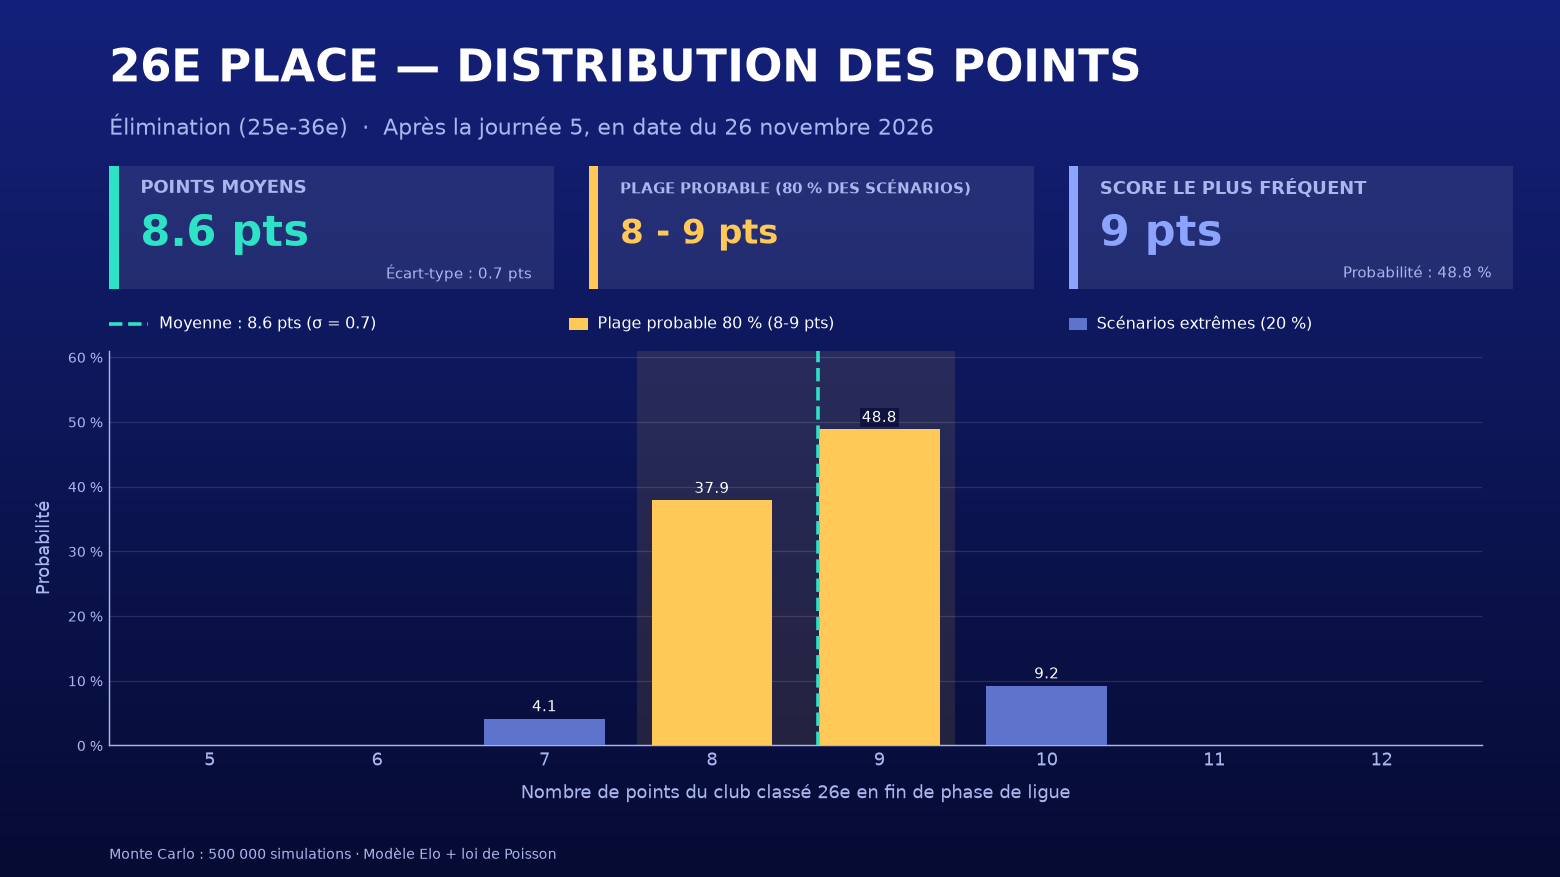 26E PLACE — DISTRIBUTION DES POINTS
Élimination (25e-36e)  ·  Après la journée 5, en date du 26 novembre 2026
POINTS MOYENS
8.6 pts
Écart-type : 0.7 pts
PLAGE PROBABLE (80 % DES SCÉNARIOS)
8 - 9 pts
SCORE LE PLUS FRÉQUENT
9 pts
Probabilité : 48.8 %
Moyenne : 8.6 pts (σ = 0.7)
Plage probable 80 % (8-9 pts)
Scénarios extrêmes (20 %)
Probabilité
60 %
50 %
40 %
30 %
20 %
10 %
0 %
4.1
37.9
48.8
9.2
5 6 7 8 9 10 11 12
Nombre de points du club classé 26e en fin de phase de ligue
Monte Carlo : 500 000 simulations · Modèle Elo + loi de Poisson